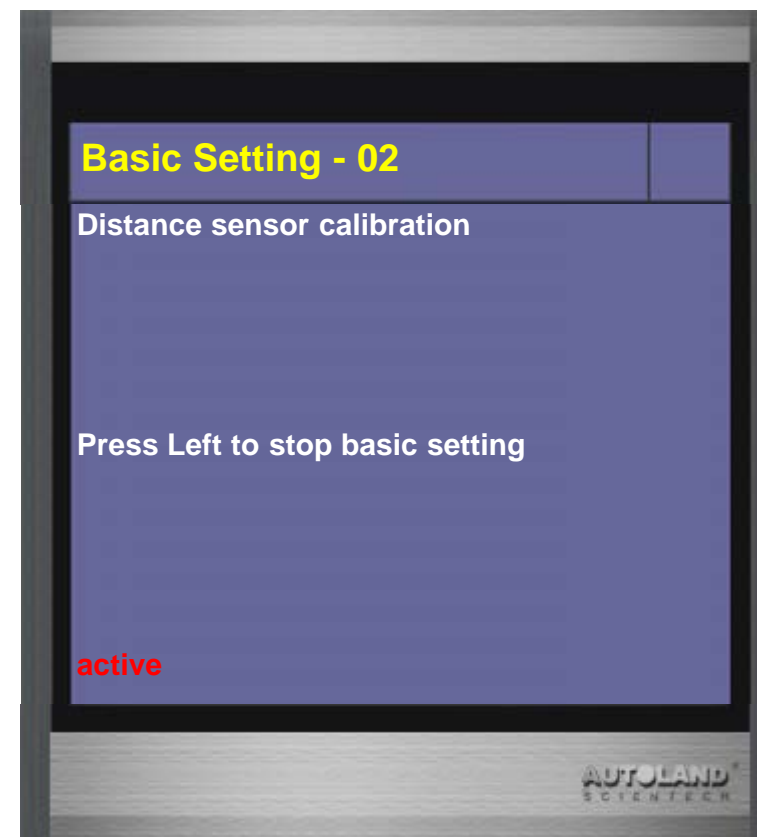 Basic Setting - 02
Distance sensor calibration
Press Left to stop basic setting
active
AUTOLAND
SCIENTECH